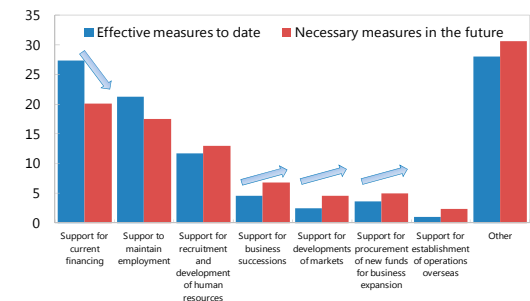 35
30
25
20
15
10
5
0
Effective measures to date
Necessary measures in the future
Support for
current
financing
Suppor to
maintain
employment
Support for
recruitment
and
development
of human
resources
Support for
business
successions
Support for
developments
of markets
Support for
procurement
of new funds
for business
expansion
Support for
establishment
of operations
overseas
Other